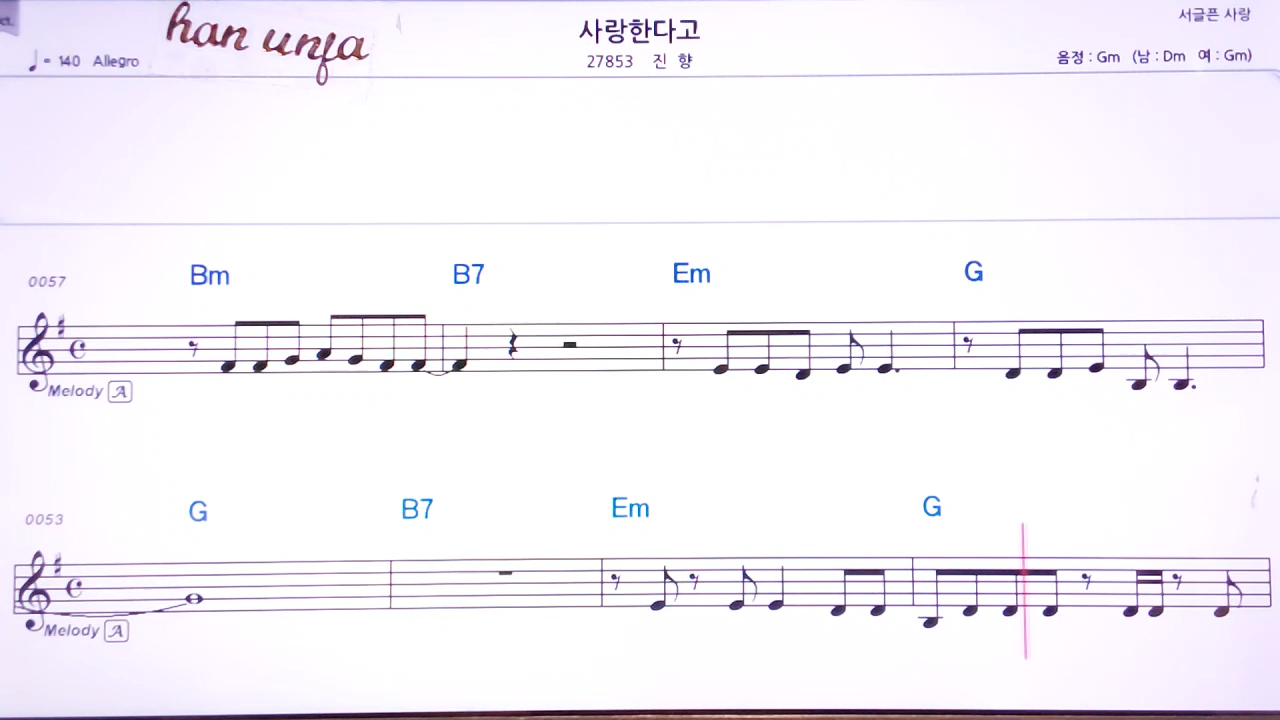 han unfa
사랑한다고
서글픈 사랑
♩= 140 Allegro
27853 진 향
음정 : Gm (남 : Dm 여 : Gm)
0057 Bm B7 Em G
Melody A
0053 G B7 Em G
Melody A